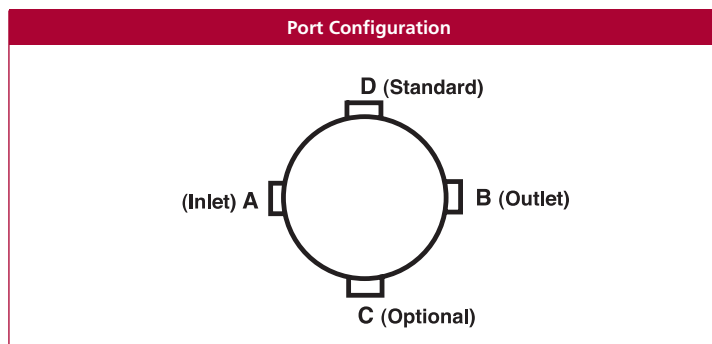 Port Configuration
D (Standard)
(Inlet) A
B (Outlet)
C (Optional)